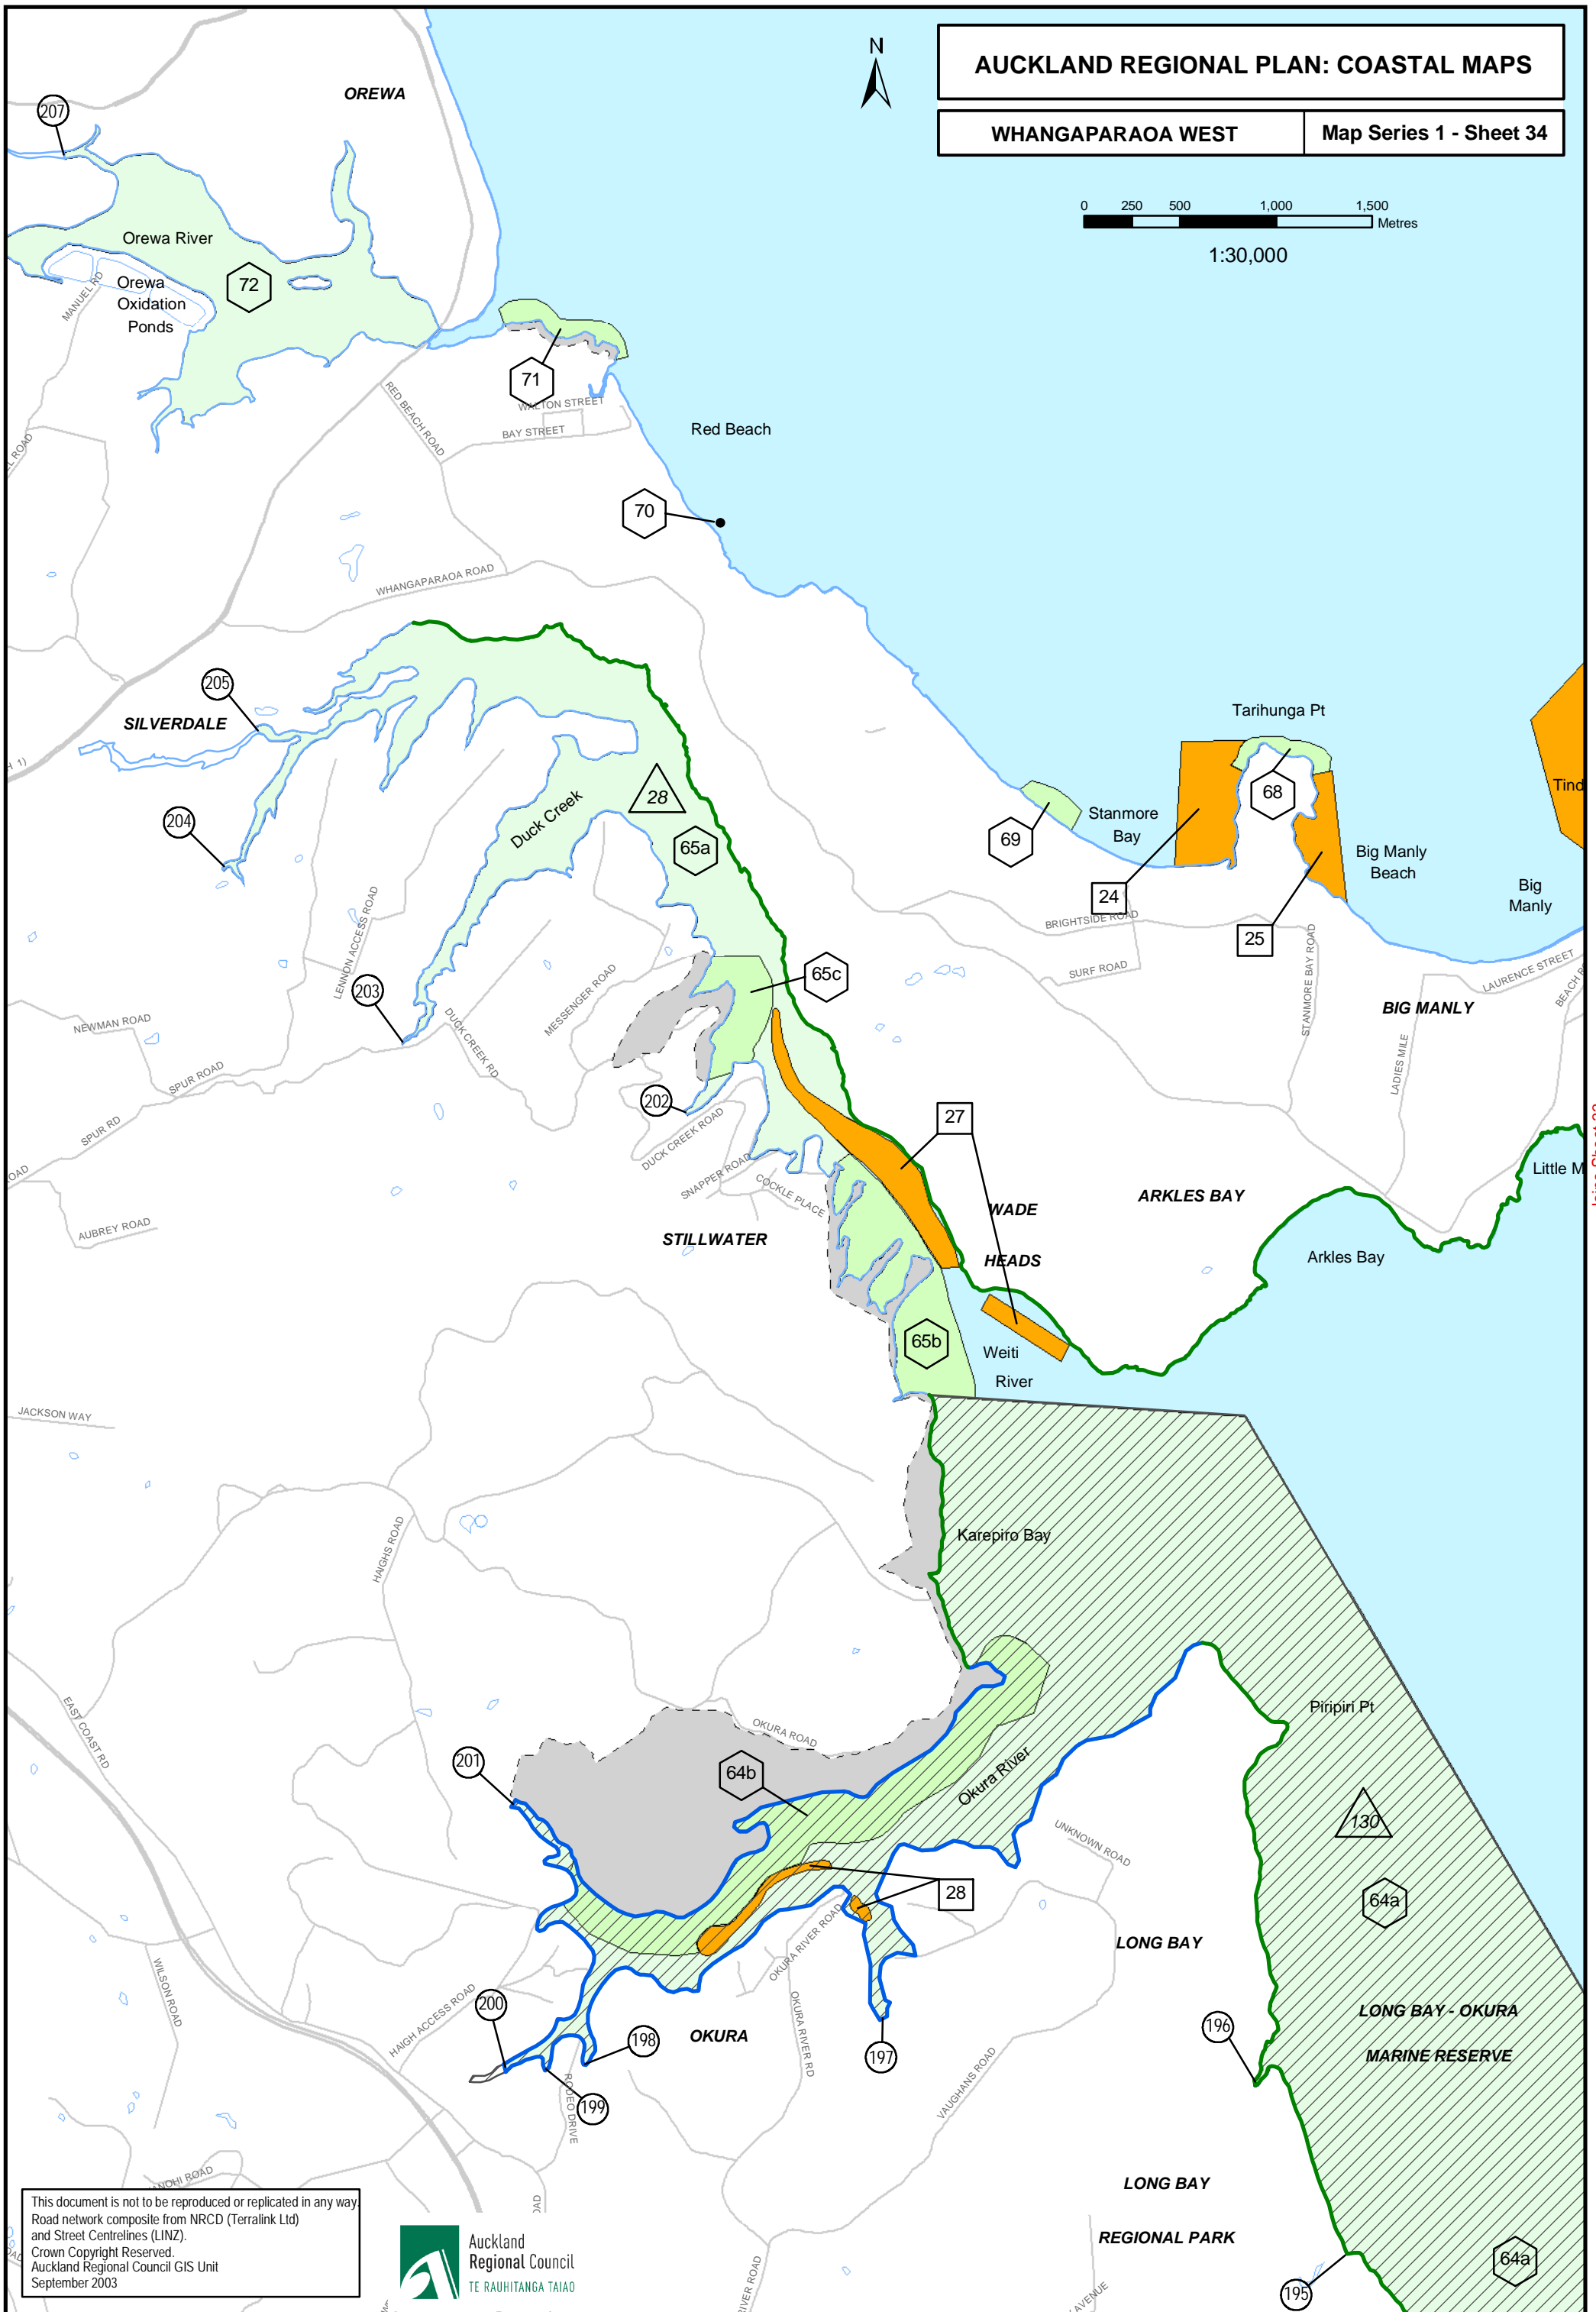 AUCKLAND REGIONAL PLAN: COASTAL MAPS
WHANGAPARAOA WEST
Map Series 1 - Sheet 34
N
0 250 500 1,000 1,500
Metres
1:30,000
OREWA
207
Orewa River
72
Orewa
Oxidation
Ponds
MANUEL RD
71
WALTON STREET
BAY STREET
RED BEACH ROAD
Red Beach
70
WHANGAPARAOA ROAD
205
SILVERDALE
204
Duck Creek
28
65a
Tarihunga Pt
68
69
Stanmore
Bay
24
25
Big Manly
Beach
Big
Manly
BRIGHTSIDE ROAD
SURF ROAD
STANMORE BAY ROAD
LAURENCE STREET
BIG MANLY
LADIES MILE
LENNON ACCESS ROAD
203
MESSENGER ROAD
DUCK CREEK RD
65c
NEWMAN ROAD
SPUR ROAD
SPUR RD
202
DUCK CREEK ROAD
SNAPPER ROAD
COCKLE PLACE
27
AUBREY ROAD
STILLWATER
WADE
HEADS
ARKLES BAY
Arkles Bay
65b
Weiti
River
JACKSON WAY
HAIGHS ROAD
Karepiro Bay
EAST COAST RD
OKURA ROAD
Piripiri Pt
201
64b
Okura River
130
UNKNOWN ROAD
28
64a
LONG BAY
WILSON ROAD
OKURA RIVER ROAD
200
HAIGH ACCESS ROAD
198
OKURA
OKURA RIVER RD
197
196
LONG BAY - OKURA
MARINE RESERVE
199
RODEO DRIVE
VAUGHANS ROAD
LONG BAY
REGIONAL PARK
64a
195
This document is not to be reproduced or replicated in any way.
Road network composite from NRCD (Terralink Ltd)
and Street Centrelines (LINZ).
Crown Copyright Reserved.
Auckland Regional Council GIS Unit
September 2003
Auckland
Regional Council
TE RAUHITANGA TAIAO